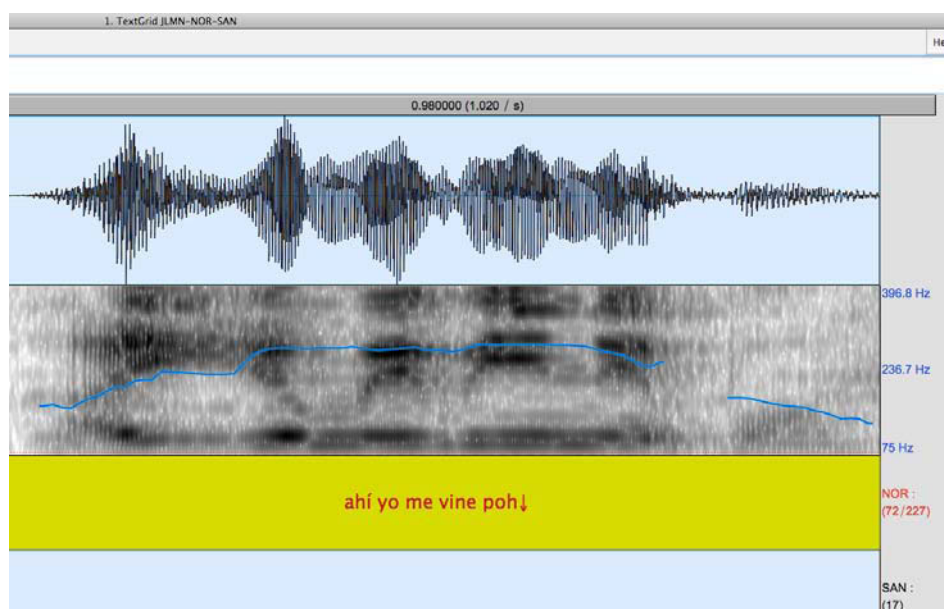 1. TextGrid JLMN-NOR-SAN
He
0.980000 (1.020 / s)
396.8 Hz
236.7 Hz
75 Hz
ahí yo me vine poh↓
NOR :
(72/227)
SAN :
(17)